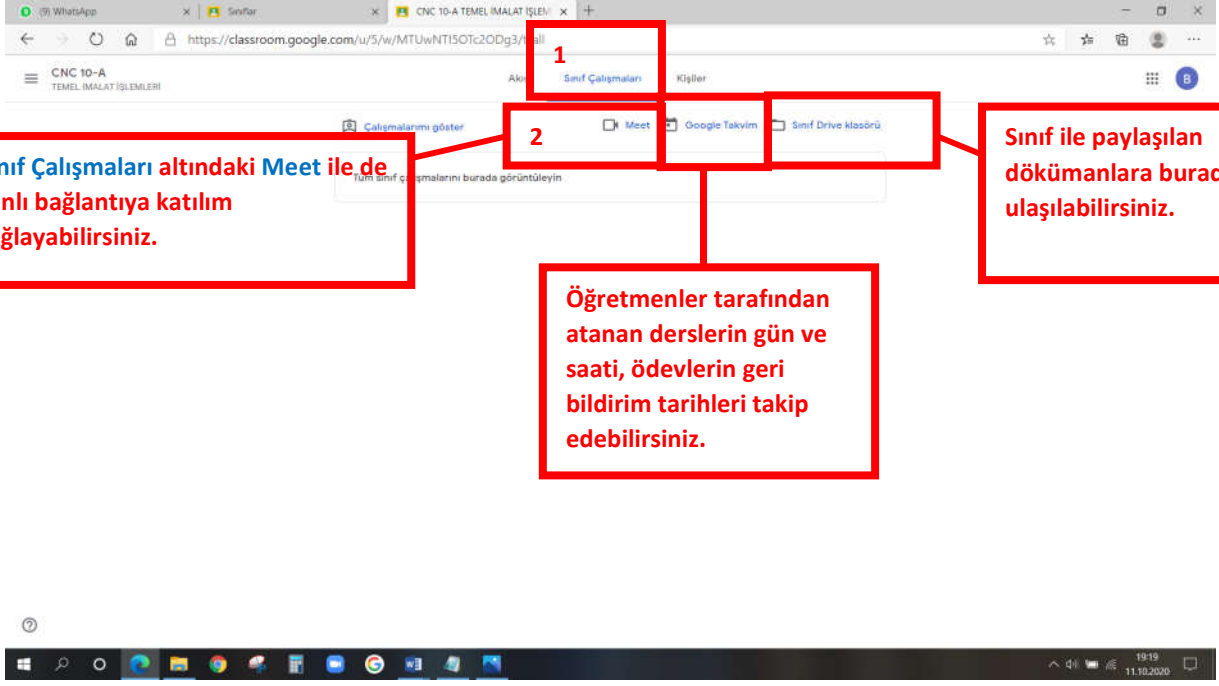 (9) WhatsApp
Sınıflar
CNC 10-A TEMEL İMALAT İŞLEM
https://classroom.google.com/u/5/w/MTUwNTI5OTc2ODg3/t/all
CNC 10-A
TEMEL İMALAT İŞLEMLERİ
1
Sınıf Çalışmaları
Kişiler
B
Çalışmalarımı göster
2
Meet
Google Takvim
Sınıf Drive klasörü
Tüm sınıf çalışmalarını burada görüntüleyin
nıf Çalışmaları altındaki Meet ile de
nlı bağlantıya katılım
ğlayabilirsiniz.
Sınıf ile paylaşılan
dökümanlara burad
ulaşılabilirsiniz.
Öğretmenler tarafından
atanan derslerin gün ve
saati, ödevlerin geri
bildirim tarihleri takip
edebilirsiniz.
19:19
11.10.2020